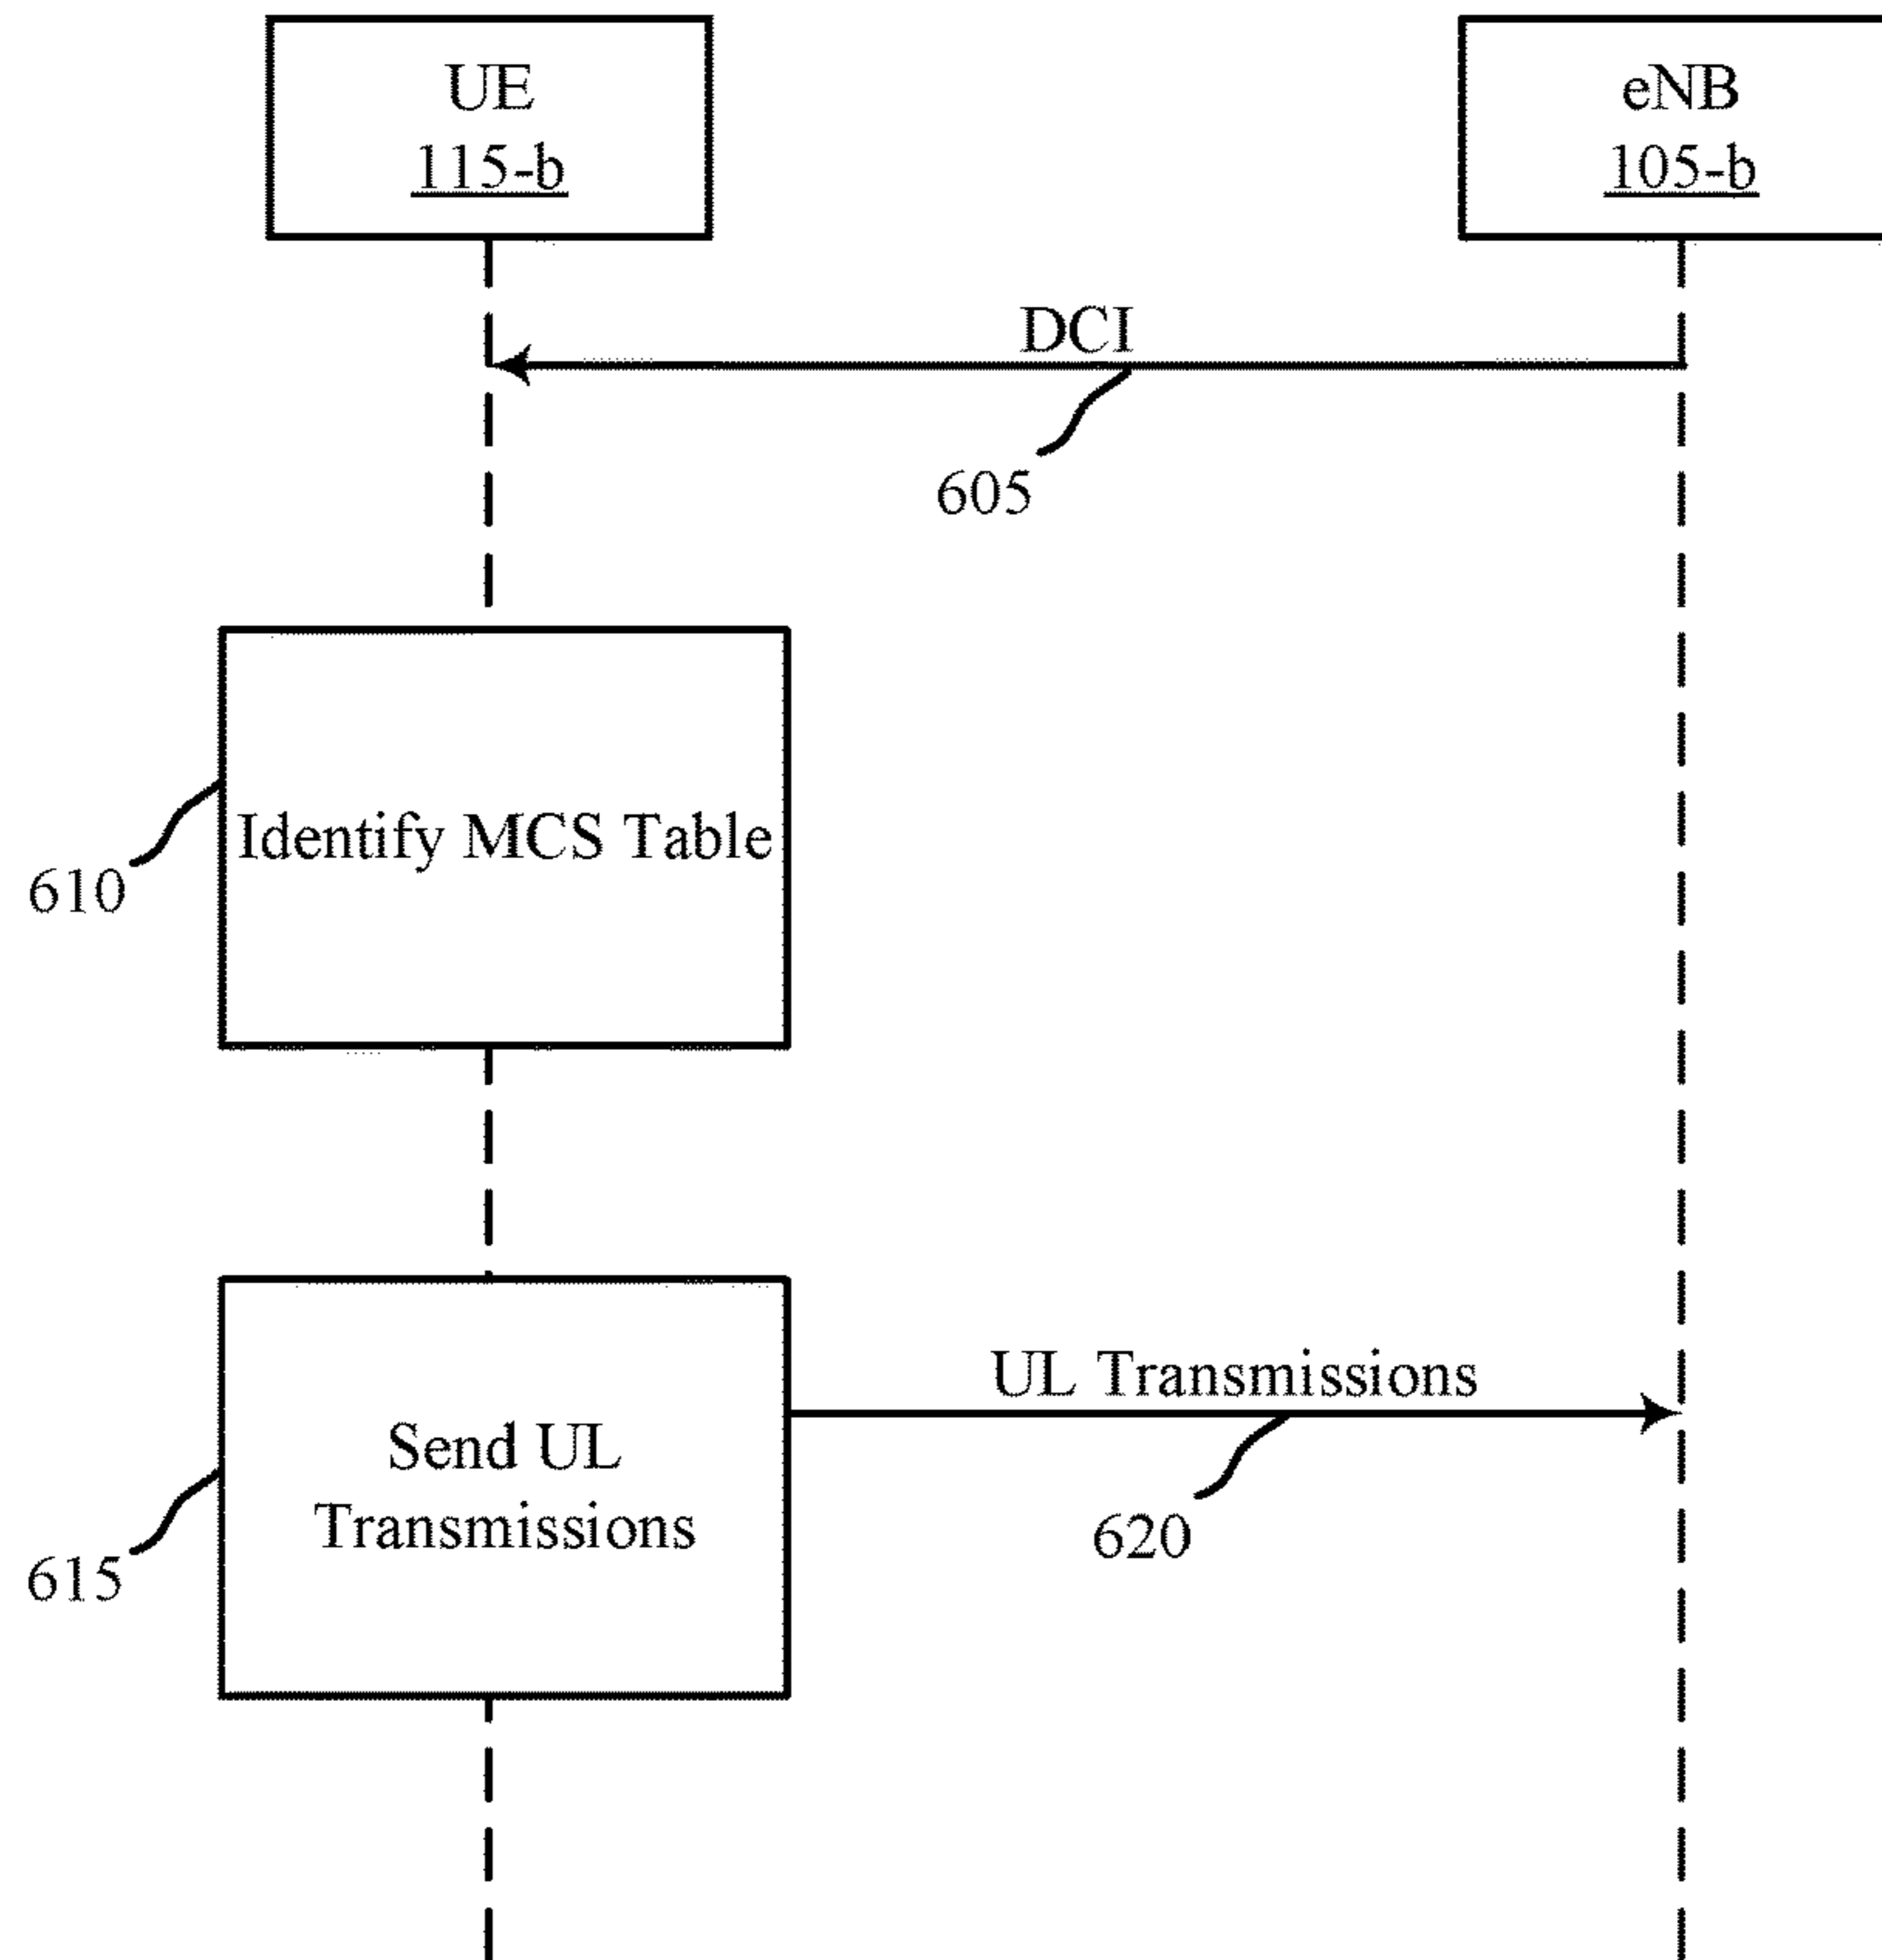 UE
115-b
eNB
105-b
DCI
605
Identify MCS Table
610
UL Transmissions
Send UL
Transmissions
620
615